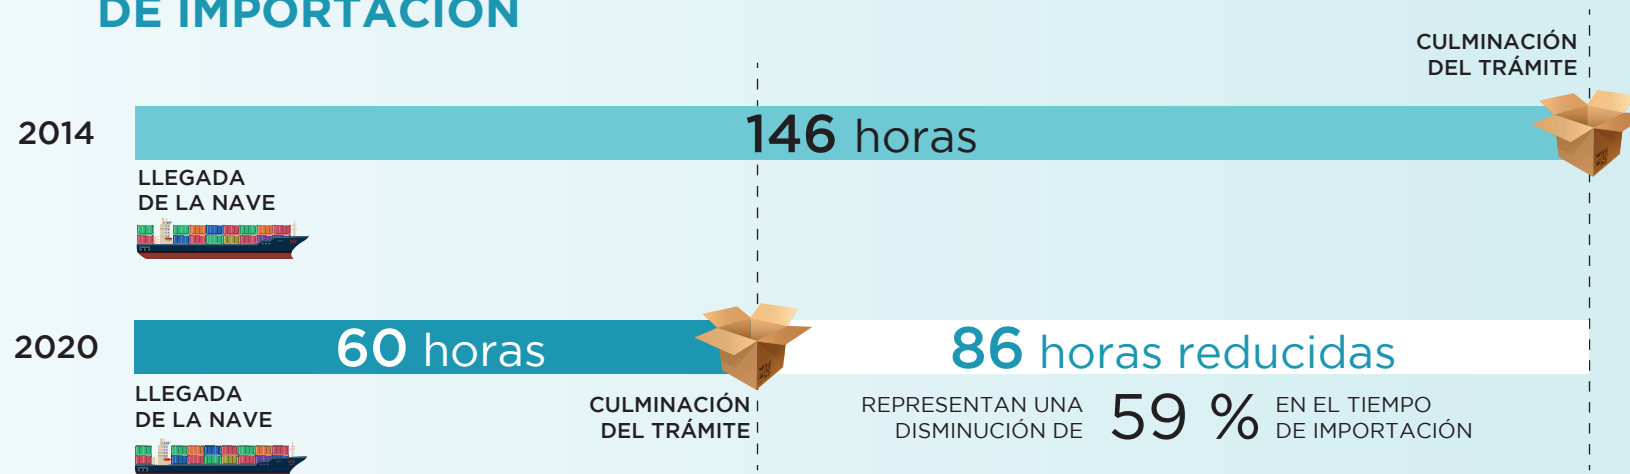 DE IMPORTACIÓN
CULMINACIÓN
DEL TRÁMITE
2014
146 horas
LLEGADA
DE LA NAVE
2020
60 horas
86 horas reducidas
LLEGADA
DE LA NAVE
CULMINACIÓN
DEL TRÁMITE
REPRESENTAN UNA
DISMINUCIÓN DE
59 %
EN EL TIEMPO
DE IMPORTACIÓN